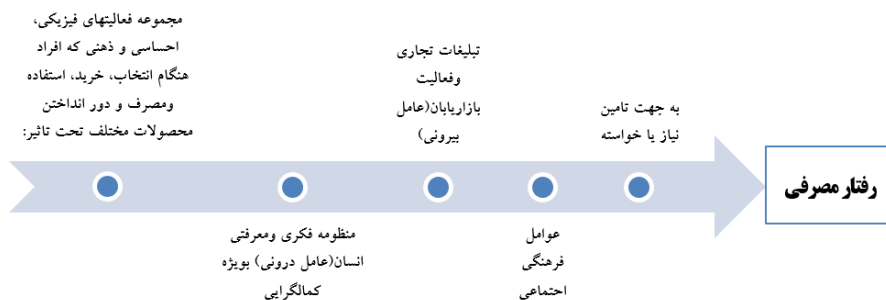 مجموعه فعالیتهای فیزیکی،
احساسی و ذهنی که افراد
هنگام انتخاب، خرید، استفاده
ومصرف و دور انداختن
محصولات مختلف تحت تاثیر:
منظومه فکری ومعرفتی
انسان(عامل درونی) بویژه
کمالگرایی
تبلیغات تجاری
وفعالیت
بازاریابان(عامل
بیرونی)
عوامل
فرهنگی
اجتماعی
به جهت تامین
نیاز یا خواسته
رفتار مصرفی